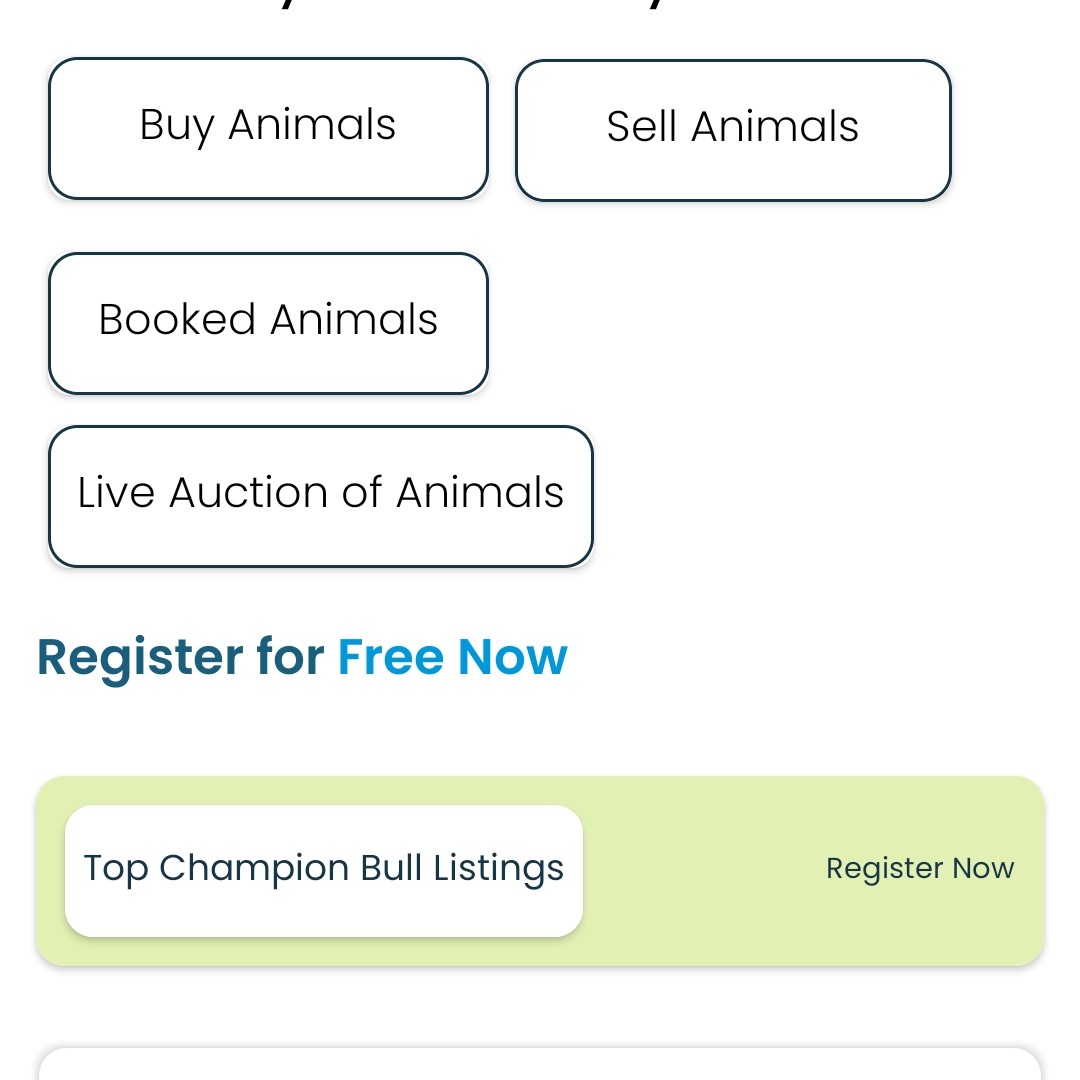 Buy Animals
Sell Animals
Booked Animals
Live Auction of Animals
Register for Free Now
Top Champion Bull Listings
Register Now